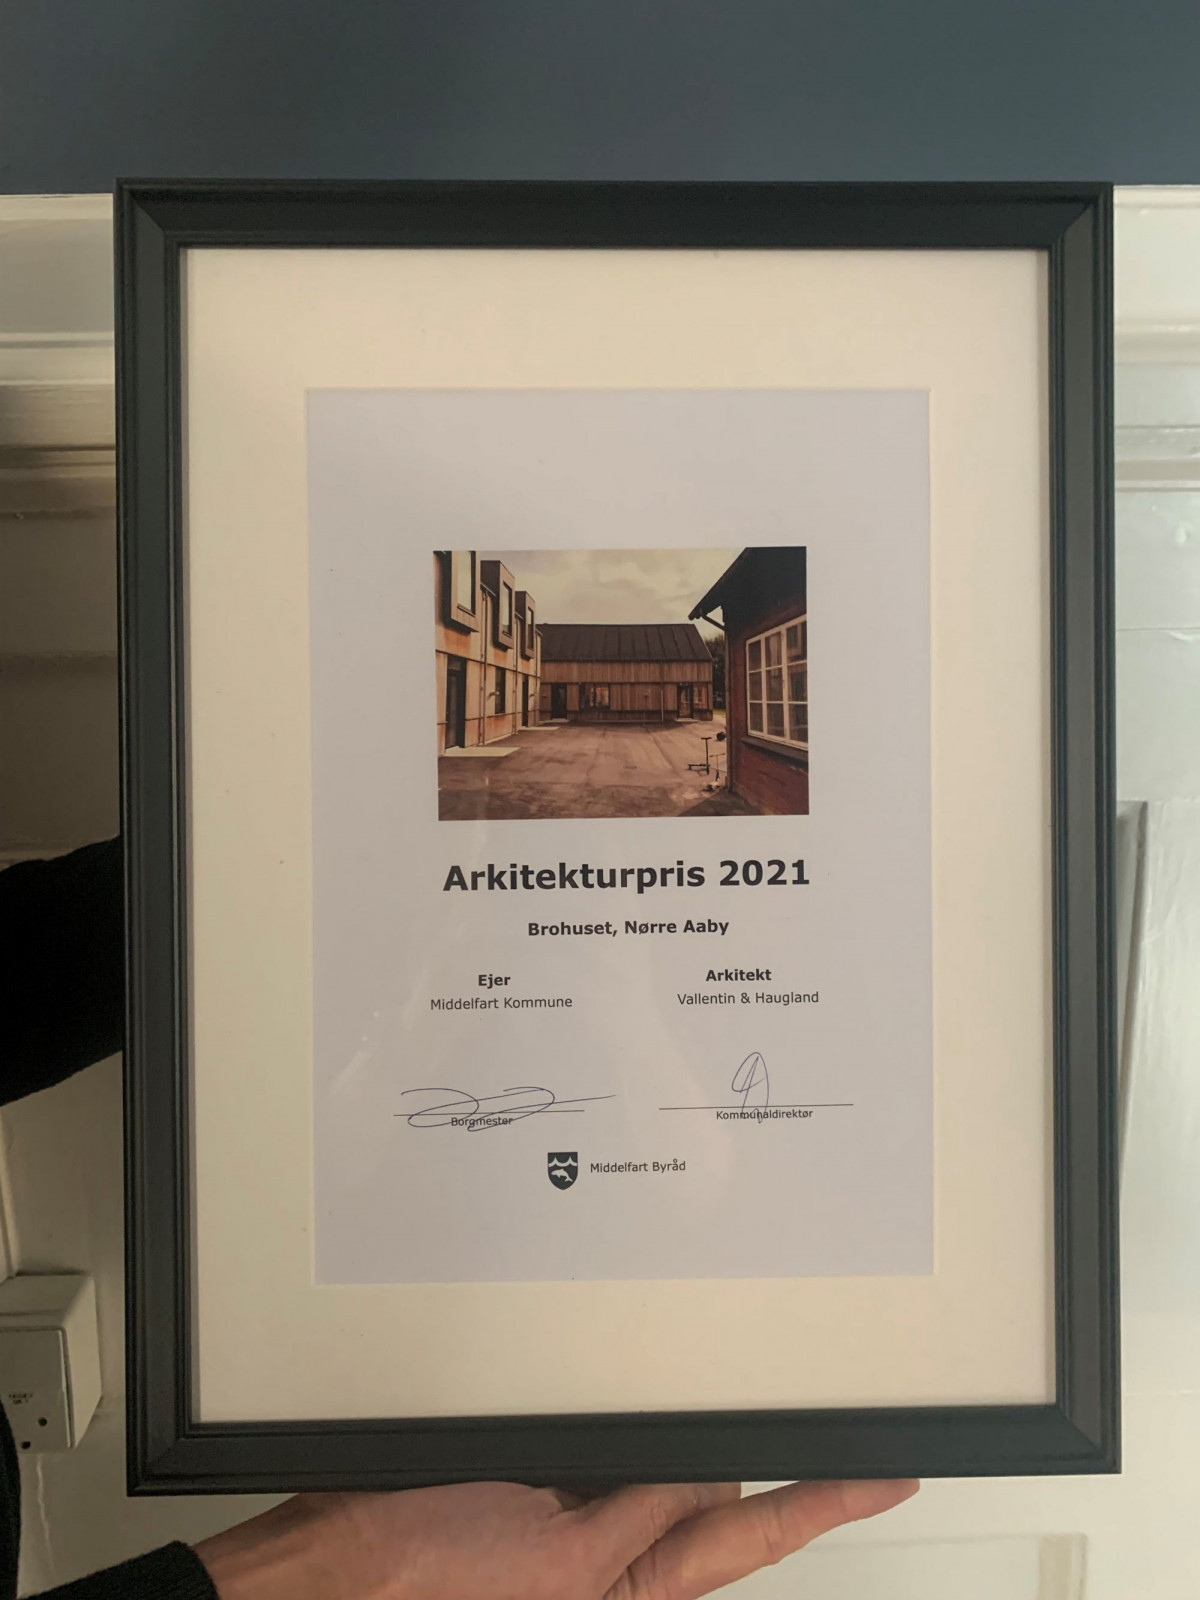 Arkitekturpris 2021
Brohuset, Nørre Aaby
Ejer
Middelfart Kommune
Arkitekt
Vallentin & Haugland
Borgmester
Kommunaldirektør
Middelfart Byråd